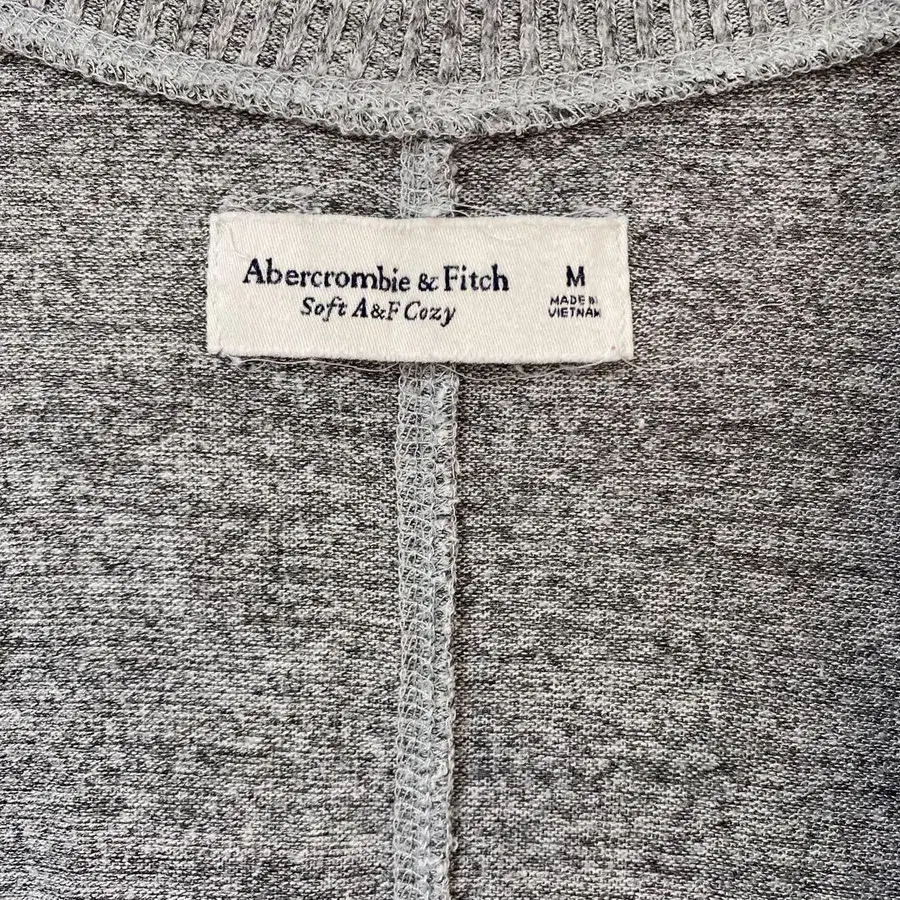 Abercrombie & Fitch
Soft A&F Cozy
M
MADE IN
VIETNAM